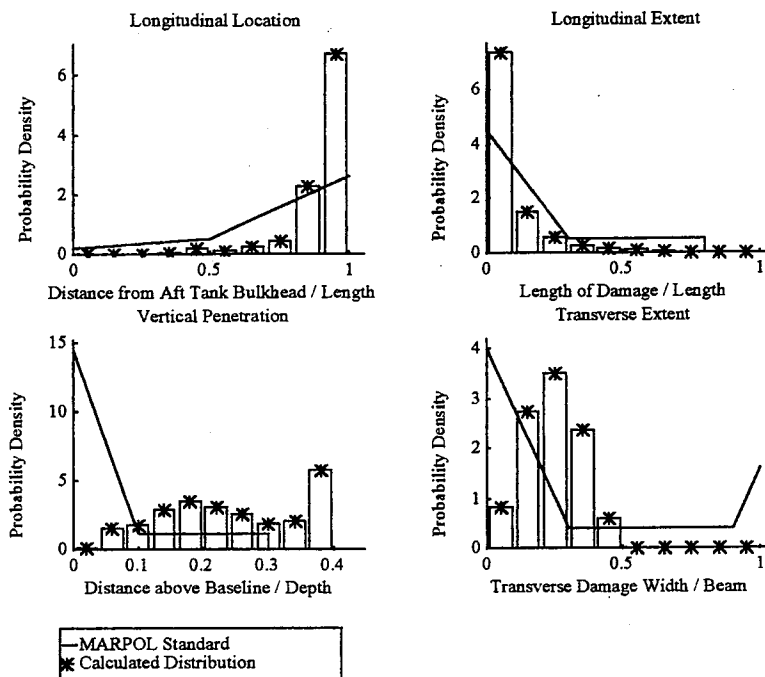 Longitudinal Location
Probability Density
6
4
2
0
0
0.5
1
Distance from Aft Tank Bulkhead / Length
Longitudinal Extent
Probability Density
6
4
2
0
0
0.5
1
Length of Damage / Length
Vertical Penetration
Probability Density
15
10
5
0
0
0.1
0.2
0.3
0.4
Distance above Baseline / Depth
Transverse Extent
Probability Density
4
3
2
1
0
0
0.5
1
Transverse Damage Width / Beam
MARPOL Standard
Calculated Distribution